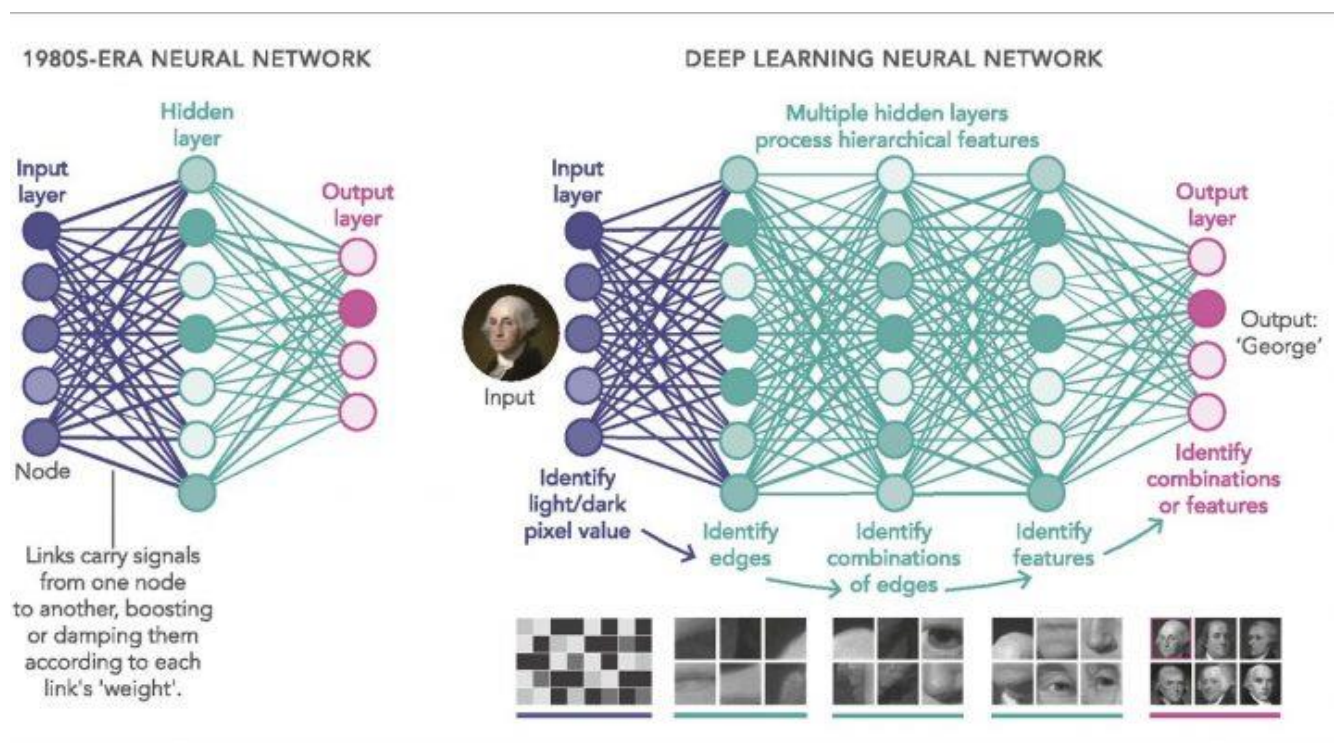 1980S-ERA NEURAL NETWORK
Hidden
layer
Input
layer
Output
layer
Node
Links carry signals
from one node
to another, boosting
or damping them
according to each
link's 'weight'.
DEEP LEARNING NEURAL NETWORK
Multiple hidden layers
process hierarchical features
Input
layer
Output
layer
Input
Output:
'George'
Identify
light/dark
pixel value
Identify
edges
Identify
combinations
of edges
Identify
features
Identify
combinations
or features